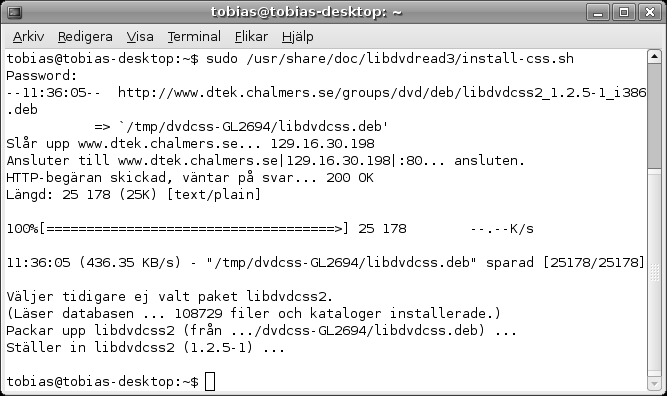 tobias@tobias-desktop: ~
Arkiv Redigera Visa Terminal Flikar Hjälp
tobias@tobias-desktop:~$ sudo /usr/share/doc/libdvdread3/install-css.sh
Password:
--11:36:05--  http://www.dtek.chalmers.se/groups/dvd/deb/libdvdcss2_1.2.5-1_i386
.deb
           => `/tmp/dvdcss-GL2694/libdvdcss.deb'
Slår upp www.dtek.chalmers.se... 129.16.30.198
Ansluter till www.dtek.chalmers.se|129.16.30.198|:80... ansluten.
HTTP-begäran skickad, väntar på svar... 200 OK
Längd: 25 178 (25K) [text/plain]
100%[====================================>] 25 178        --.--K/s
11:36:05 (436.35 KB/s) - "/tmp/dvdcss-GL2694/libdvdcss.deb" sparad [25178/25178]
Väljer tidigare ej valt paket libdvdcss2.
(Läser databasen ... 108729 filer och kataloger installerade.)
Packar upp libdvdcss2 (från .../dvdcss-GL2694/libdvdcss.deb) ...
Ställer in libdvdcss2 (1.2.5-1) ...
tobias@tobias-desktop:~$